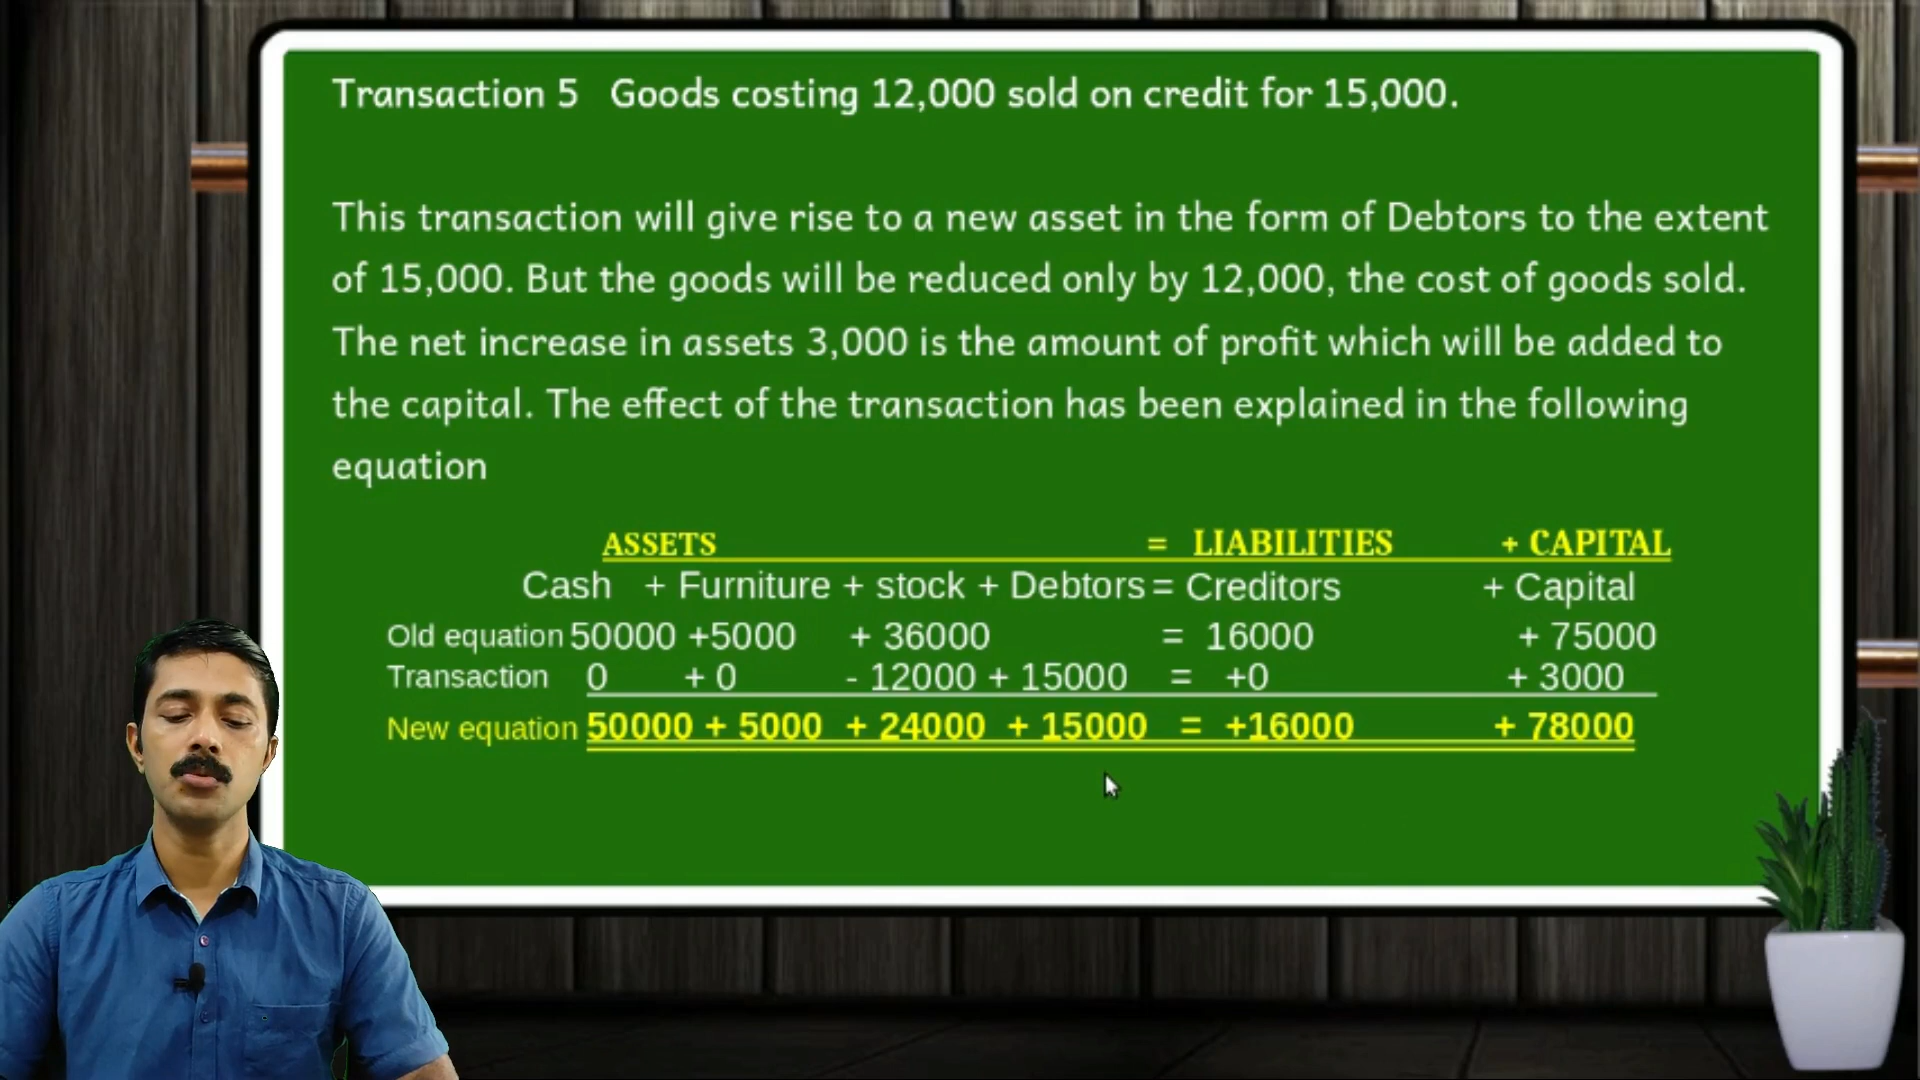 Transaction 5 Goods costing 12,000 sold on credit for 15,000.
This transaction will give rise to a new asset in the form of Debtors to the extent
of 15,000. But the goods will be reduced only by 12,000, the cost of goods sold.
The net increase in assets 3,000 is the amount of profit which will be added to
the capital. The effect of the transaction has been explained in the following
equation
ASSETS = LIABILITIES + CAPITAL
Cash + Furniture + stock + Debtors = Creditors + Capital
Old equation 50000 +5000 + 36000 = 16000 + 75000
Transaction 0 + 0 - 12000 + 15000 = +0 + 3000
New equation 50000 + 5000 + 24000 + 15000 = +16000 + 78000